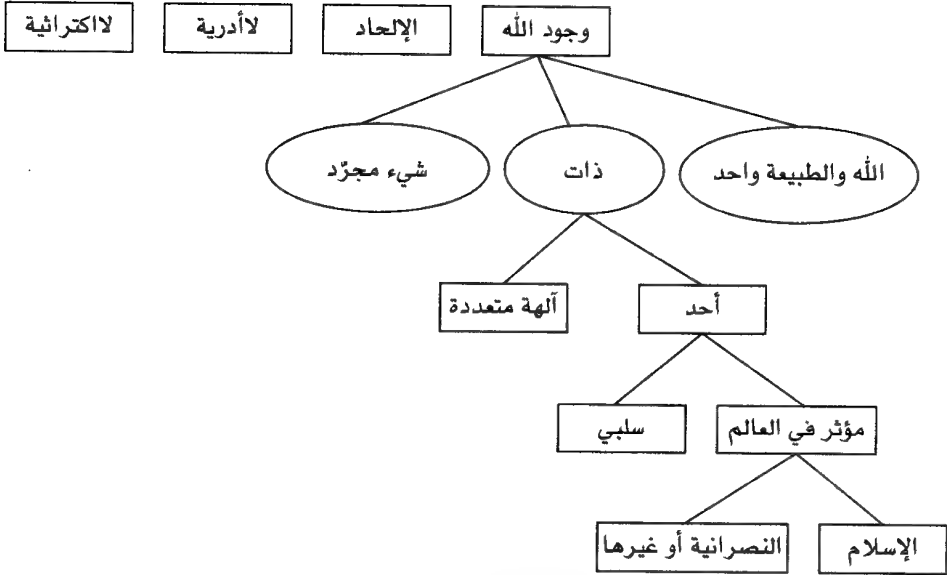 وجود الله
الإلحاد
لاأدرية
لااكتراثية
الله والطبيعة واحد
ذات
شيء مجرّد
أحد
آلهة متعددة
مؤثر في العالم
سلبي
الإسلام
النصرانية أو غيرها